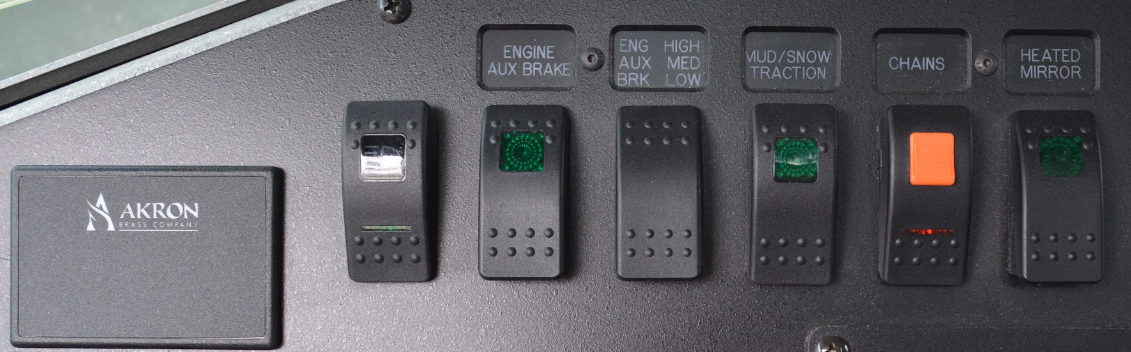 ENGINE
AUX BRAKE
ENG HIGH
AUX MED
BRK LOW
MUD/SNOW
TRACTION
CHAINS
HEATED
MIRROR
AKRON
BRASS COMPANY